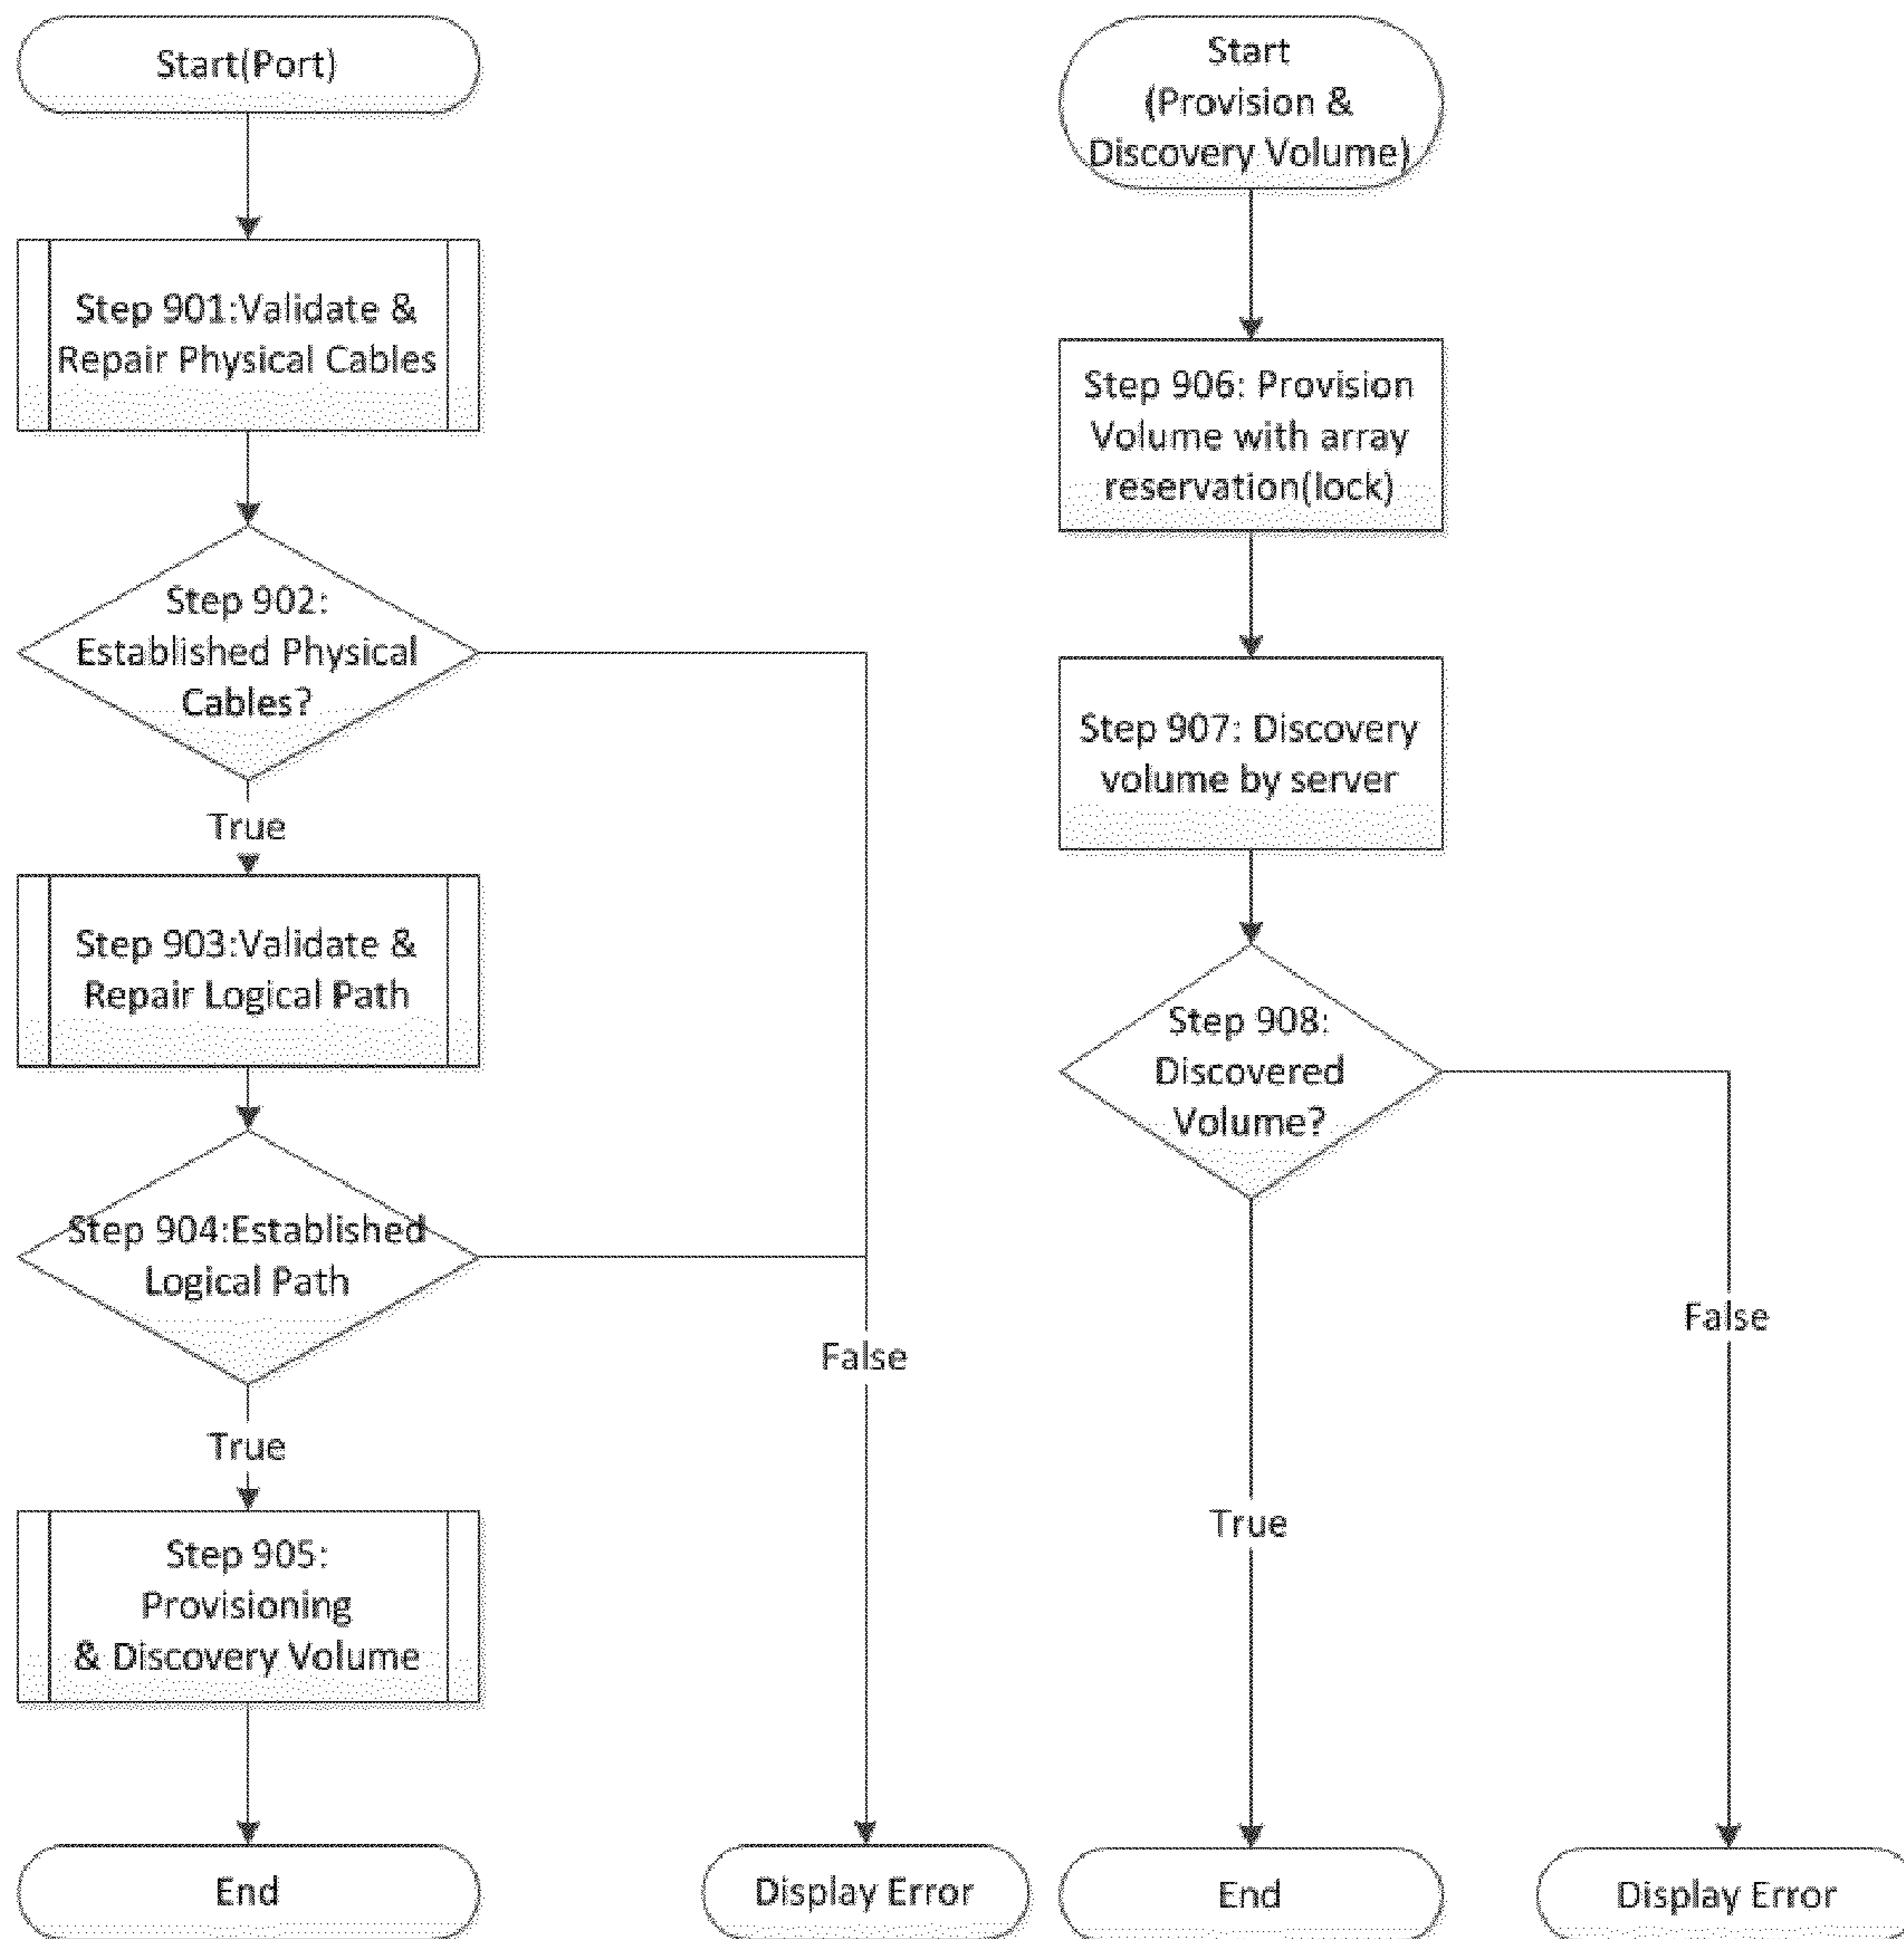 Start(Port)
Step 901:Validate &
Repair Physical Cables
Step 902:
Established Physical
Cables?
True
Step 903:Validate &
Repair Logical Path
Step 904:Established
Logical Path
False
True
Step 905:
Provisioning
& Discovery Volume
End
Display Error
Start
(Provision &
Discovery Volume)
Step 906: Provision
Volume with array
reservation(lock)
Step 907: Discovery
volume by server
Step 908:
Discovered
Volume?
False
True
End
Display Error